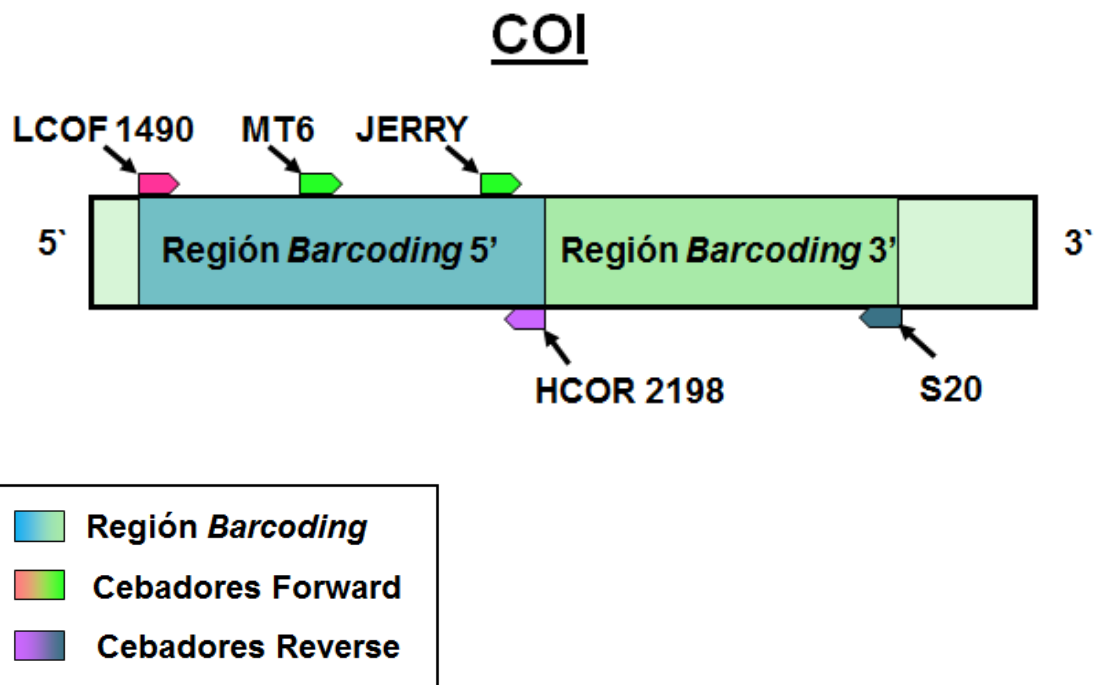 COI
LCOF 1490 MT6 JERRY
5` Región Barcoding 5’ Región Barcoding 3’ 3`
HCOR 2198 S20
Región Barcoding
Cebadores Forward
Cebadores Reverse